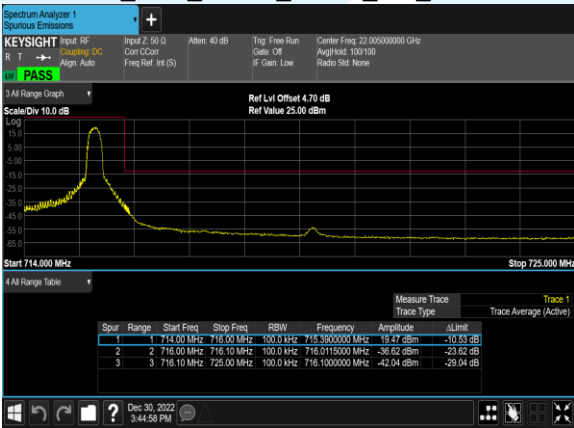 Spectrum Analyzer 1
Spurious Emissions
+
KEYSIGHT Input: RF Input Z: 50 Ω Atten: 40 dB Trig: Free Run Center Freq: 22.005000000 GHz
R T Coupling: DC Corr CCorr Gate: Off Avg|Hold: 100/100
Align: Auto Freq Ref: Int (S) IF Gain: Low Radio Std: None
PASS
3 All Range Graph
Ref Lvl Offset 4.70 dB
Scale/Div 10.0 dB Ref Value 25.00 dBm
Log
15.0
5.00
-5.00
-15.0
-25.0
-35.0
-45.0
-55.0
-65.0
Start 714.000 MHz Stop 725.000 MHz
4 All Range Table
Measure Trace Trace 1
Trace Type Trace Average (Active)
Spur Range Start Freq Stop Freq RBW Frequency Amplitude ΔLimit
1 1 714.00 MHz 716.00 MHz 100.0 kHz 715.3900000 MHz 19.47 dBm -10.53 dB
2 2 716.00 MHz 716.10 MHz 100.0 kHz 716.0115000 MHz -36.62 dBm -23.62 dB
3 3 716.10 MHz 725.00 MHz 100.0 kHz 716.1000000 MHz -42.04 dBm -29.04 dB
? Dec 30, 2022
3:44:58 PM